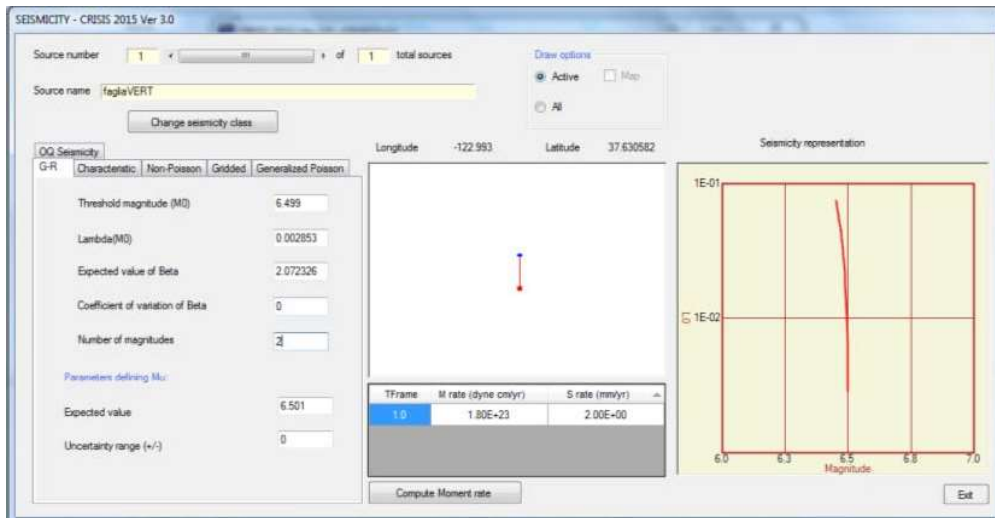 SEISMICITY - CRISIS 2015 Ver 3.0
Source number 1 of 1 total sources
Source name fagliaVERT
Change seismicity class
Draw options
Active Map
All
OQ Seismicity
G-R Characteristic Non-Poisson Gridded Generalized Poisson
Threshold magnitude (M0) 6.499
Lambda(M0) 0.002853
Expected value of Beta 2.072326
Coefficient of variation of Beta 0
Number of magnitudes 2
Parameters defining Mu:
Expected value 6.501
Uncertainty range (+/-) 0
Longitude -122.993 Latitude 37.630582
TFrame M rate (dyne cm/yr) S rate (mm/yr)
1.0 1.80E+23 2.00E+00
Compute Moment rate
Seismicity representation
1E-01
1E-02
6.0 6.3 6.5 6.8 7.0
Magnitude
Exit